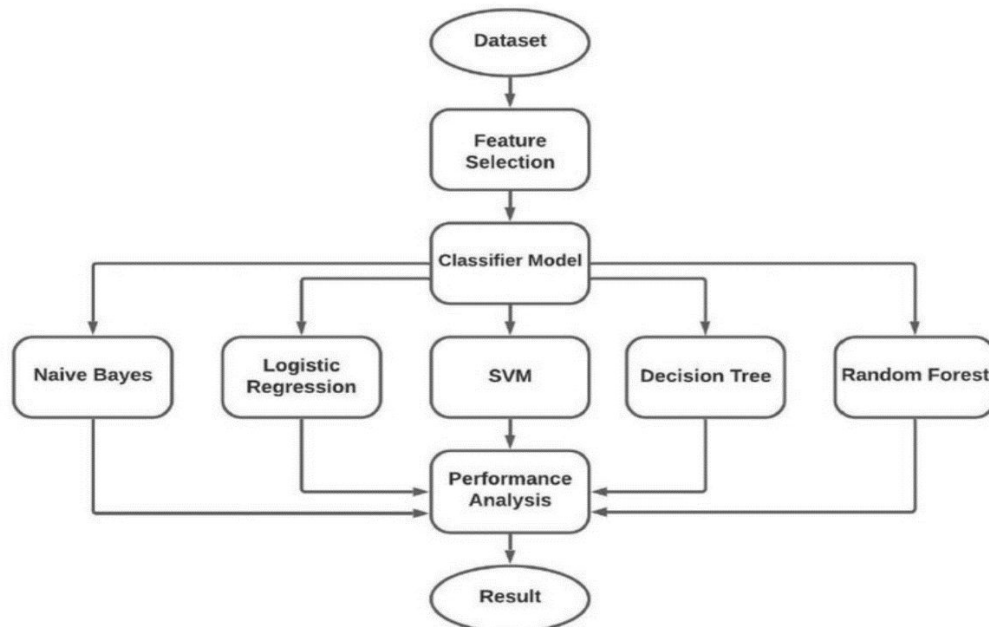 Dataset
Feature
Selection
Classifier Model
Naive Bayes
Logistic
Regression
SVM
Decision Tree
Random Forest
Performance
Analysis
Result